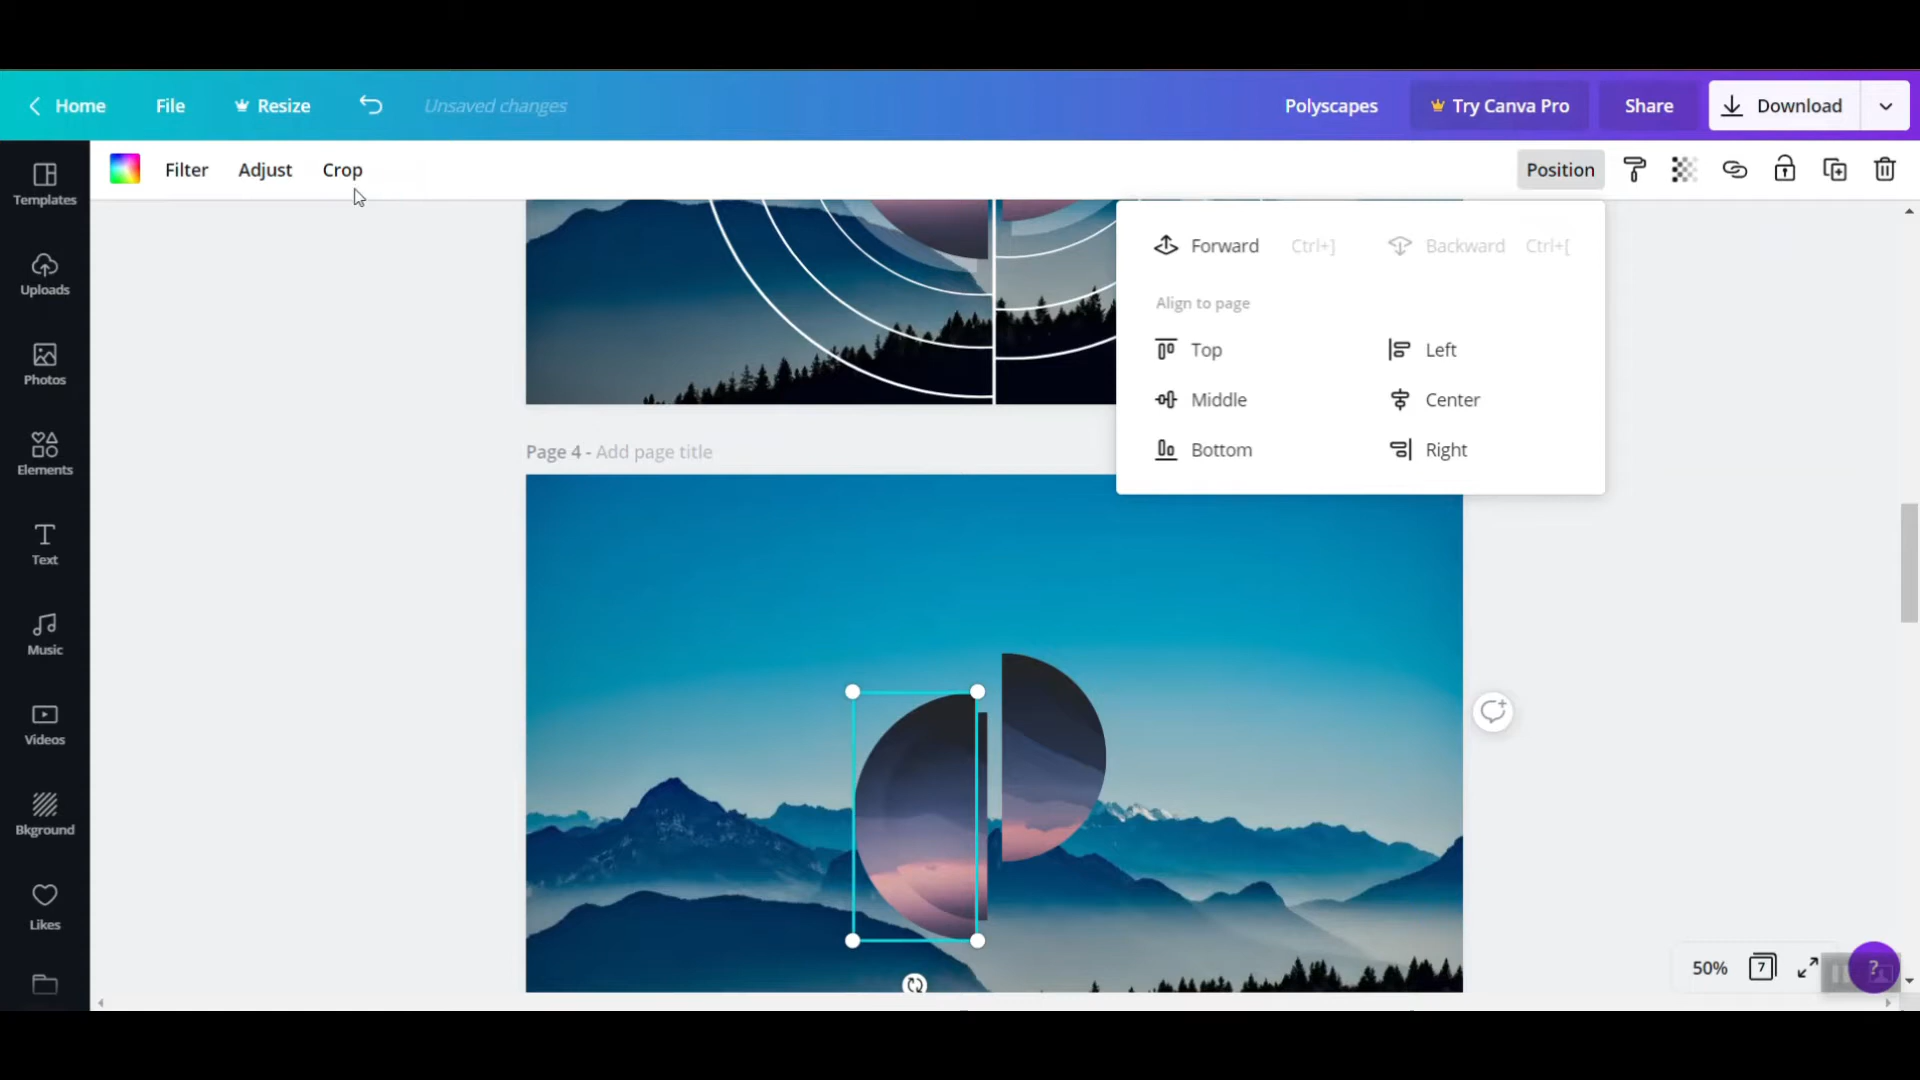 Home File Resize Unsaved changes Polyscapes Try Canva Pro Share Download
Filter Adjust Crop Position
Templates
Uploads
Photos
Elements
Text
Music
Videos
Bkground
Likes
Forward Ctrl+] Backward Ctrl+[
Align to page
Top Left
Middle Center
Bottom Right
Page 4 - Add page title
50% 7 ?